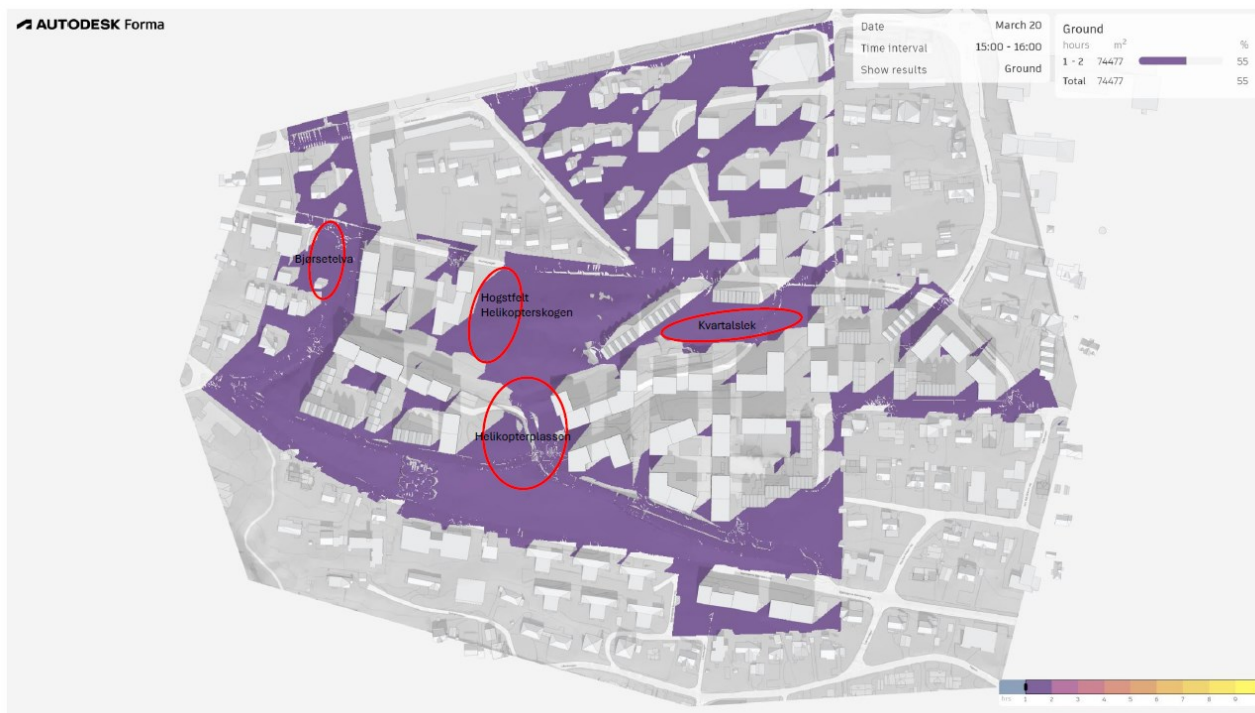 AUTODESK Forma
Date March 20
Time Interval 15:00 - 16:00
Show results Ground
Ground
hours m² %
1 - 2 74477 55
Total 74477 55
Bjørsetelva
Hogstfelt
Helikopterskogen
Kvartalslek
Helikopterplassen
hrs 1 2 3 4 5 6 7 8 9